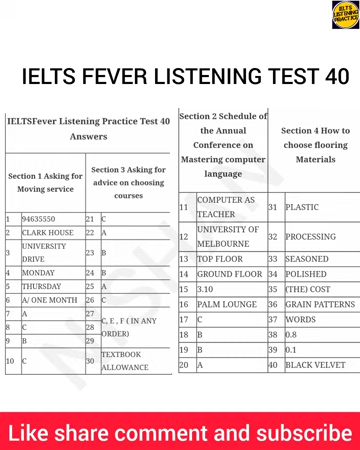 IELTS
LISTENING
PRACTICE
IELTS FEVER LISTENING TEST 40
IELTSFever Listening Practice Test 40
Answers
Section 1 Asking for
Moving service
Section 3 Asking for
advice on choosing
courses
1 94635550 21 C
2 CLARK HOUSE 22 A
3 UNIVERSITY
DRIVE 23 B
4 MONDAY 24 B
5 THURSDAY 25 A
6 A/ ONE MONTH 26 C
7 A 27
8 C 28
9 B 29
C, E , F ( IN ANY
ORDER)
10 C 30 TEXTBOOK
ALLOWANCE
Section 2 Schedule of
the Annual
Conference on
Mastering computer
language
Section 4 How to
choose flooring
Materials
11 COMPUTER AS
TEACHER 31 PLASTIC
12 UNIVERSITY OF
MELBOURNE 32 PROCESSING
13 TOP FLOOR 33 SEASONED
14 GROUND FLOOR 34 POLISHED
15 3.10 35 (THE) COST
16 PALM LOUNGE 36 GRAIN PATTERNS
17 C 37 WORDS
18 B 38 0.8
19 B 39 0.1
20 A 40 BLACK VELVET
Like share comment and subscribe